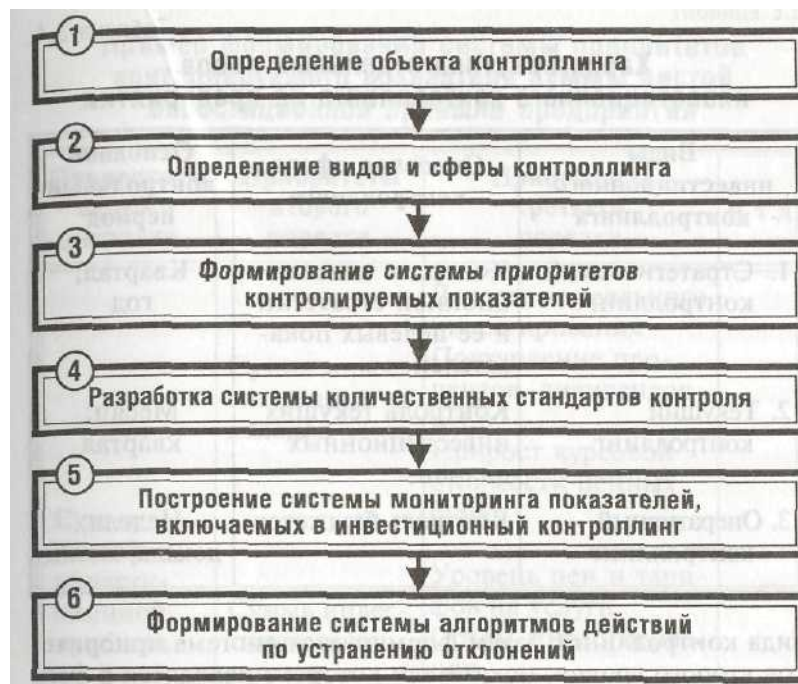 1
Определение объекта контроллинга
2
Определение видов и сферы контроллинга
3
Формирование системы приоритетов
контролируемых показателей
4
Разработка системы количественных стандартов контроля
5
Построение системы мониторинга показателей,
включаемых в инвестиционный контроллинг
6
Формирование системы алгоритмов действий
по устранению отклонений